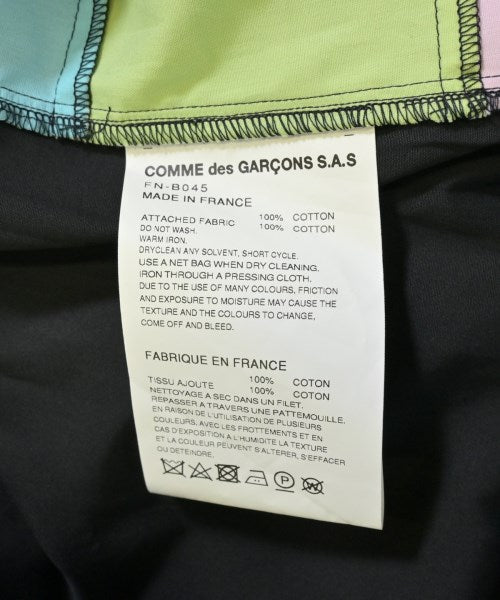 COMME des GARÇONS S.A.S
FN-B045
MADE IN FRANCE
100% COTTON
ATTACHED FABRIC 100% COTTON
DO NOT WASH.
WARM IRON.
DRYCLEAN ANY SOLVENT. SHORT CYCLE.
USE A NET BAG WHEN DRY CLEANING.
IRON THROUGH A PRESSING CLOTH.
DUE TO THE USE OF MANY COLOURS, FRICTION
AND EXPOSURE TO MOISTURE MAY CAUSE THE
TEXTURE AND THE COLOURS TO CHANGE,
COME OFF AND BLEED.
FABRIQUE EN FRANCE
100% COTON
TISSU AJOUTE 100% COTON
NETTOYAGE A SEC DANS UN FILET.
REPASSER A TRAVERS UNE PATTEMOUILLE.
EN RAISON DE L'UTILISATION DE PLUSIEURS
COULEURS, AVEC LES FROTTEMENTS ET EN
CAS D'EXPOSITION A L'HUMIDITE LA TEXTURE
ET LA COULEUR PEUVENT S'ALTERER, S'EFFACER
OU DETEINDRE.
P W